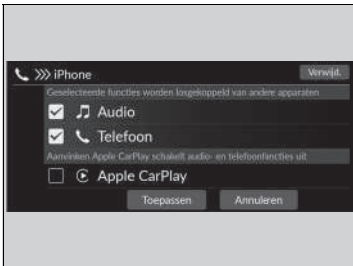 iPhone
Verwijd.
Geselecteerde functies worden losgekoppeld van andere apparaten
Audio
Telefoon
Aanvinken Apple CarPlay schakelt audio- en telefoonfuncties uit
Apple CarPlay
Toepassen Annuleren